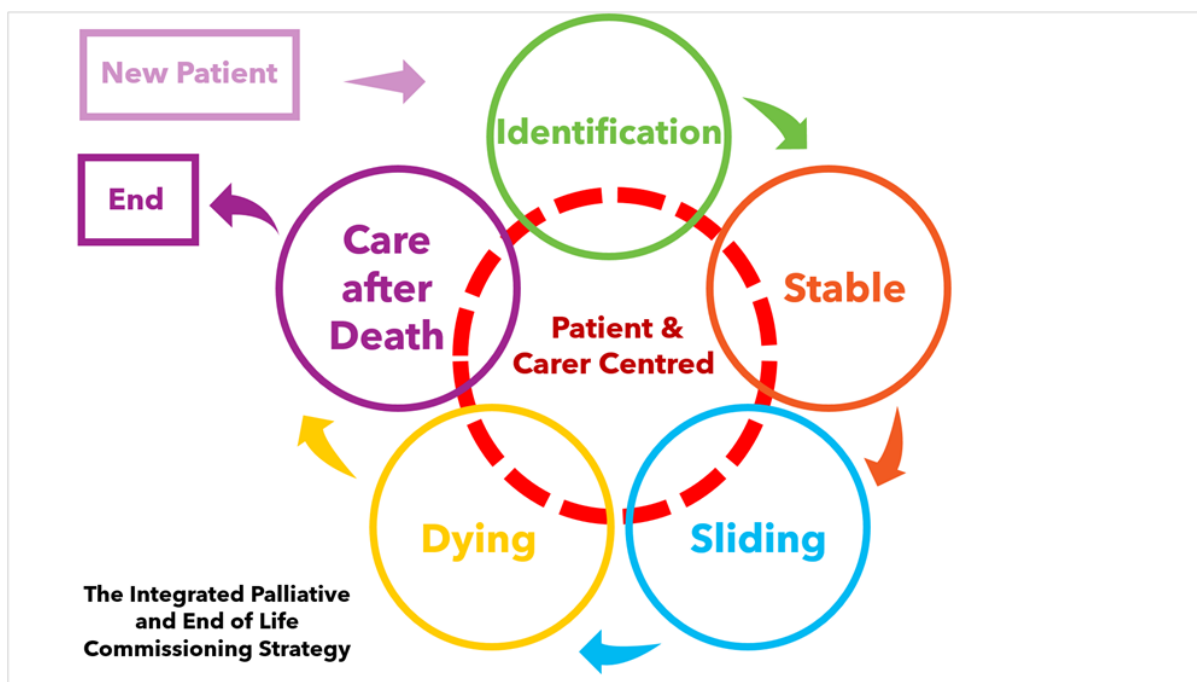 New Patient
Identification
End
Care
after
Death
Stable
Patient &
Carer Centred
Dying
Sliding
The Integrated Palliative
and End of Life
Commissioning Strategy